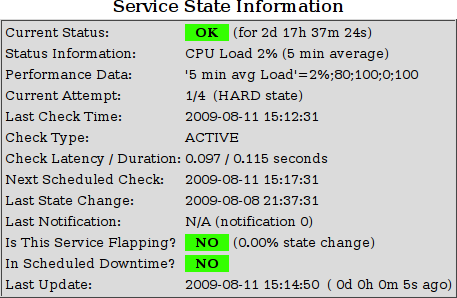 Service State Information
Current Status: OK (for 2d 17h 37m 24s)
Status Information: CPU Load 2% (5 min average)
Performance Data: '5 min avg Load'=2%;80;100;0;100
Current Attempt: 1/4 (HARD state)
Last Check Time: 2009-08-11 15:12:31
Check Type: ACTIVE
Check Latency / Duration: 0.097 / 0.115 seconds
Next Scheduled Check: 2009-08-11 15:17:31
Last State Change: 2009-08-08 21:37:31
Last Notification: N/A (notification 0)
Is This Service Flapping? NO (0.00% state change)
In Scheduled Downtime? NO
Last Update: 2009-08-11 15:14:50 ( 0d 0h 0m 5s ago)